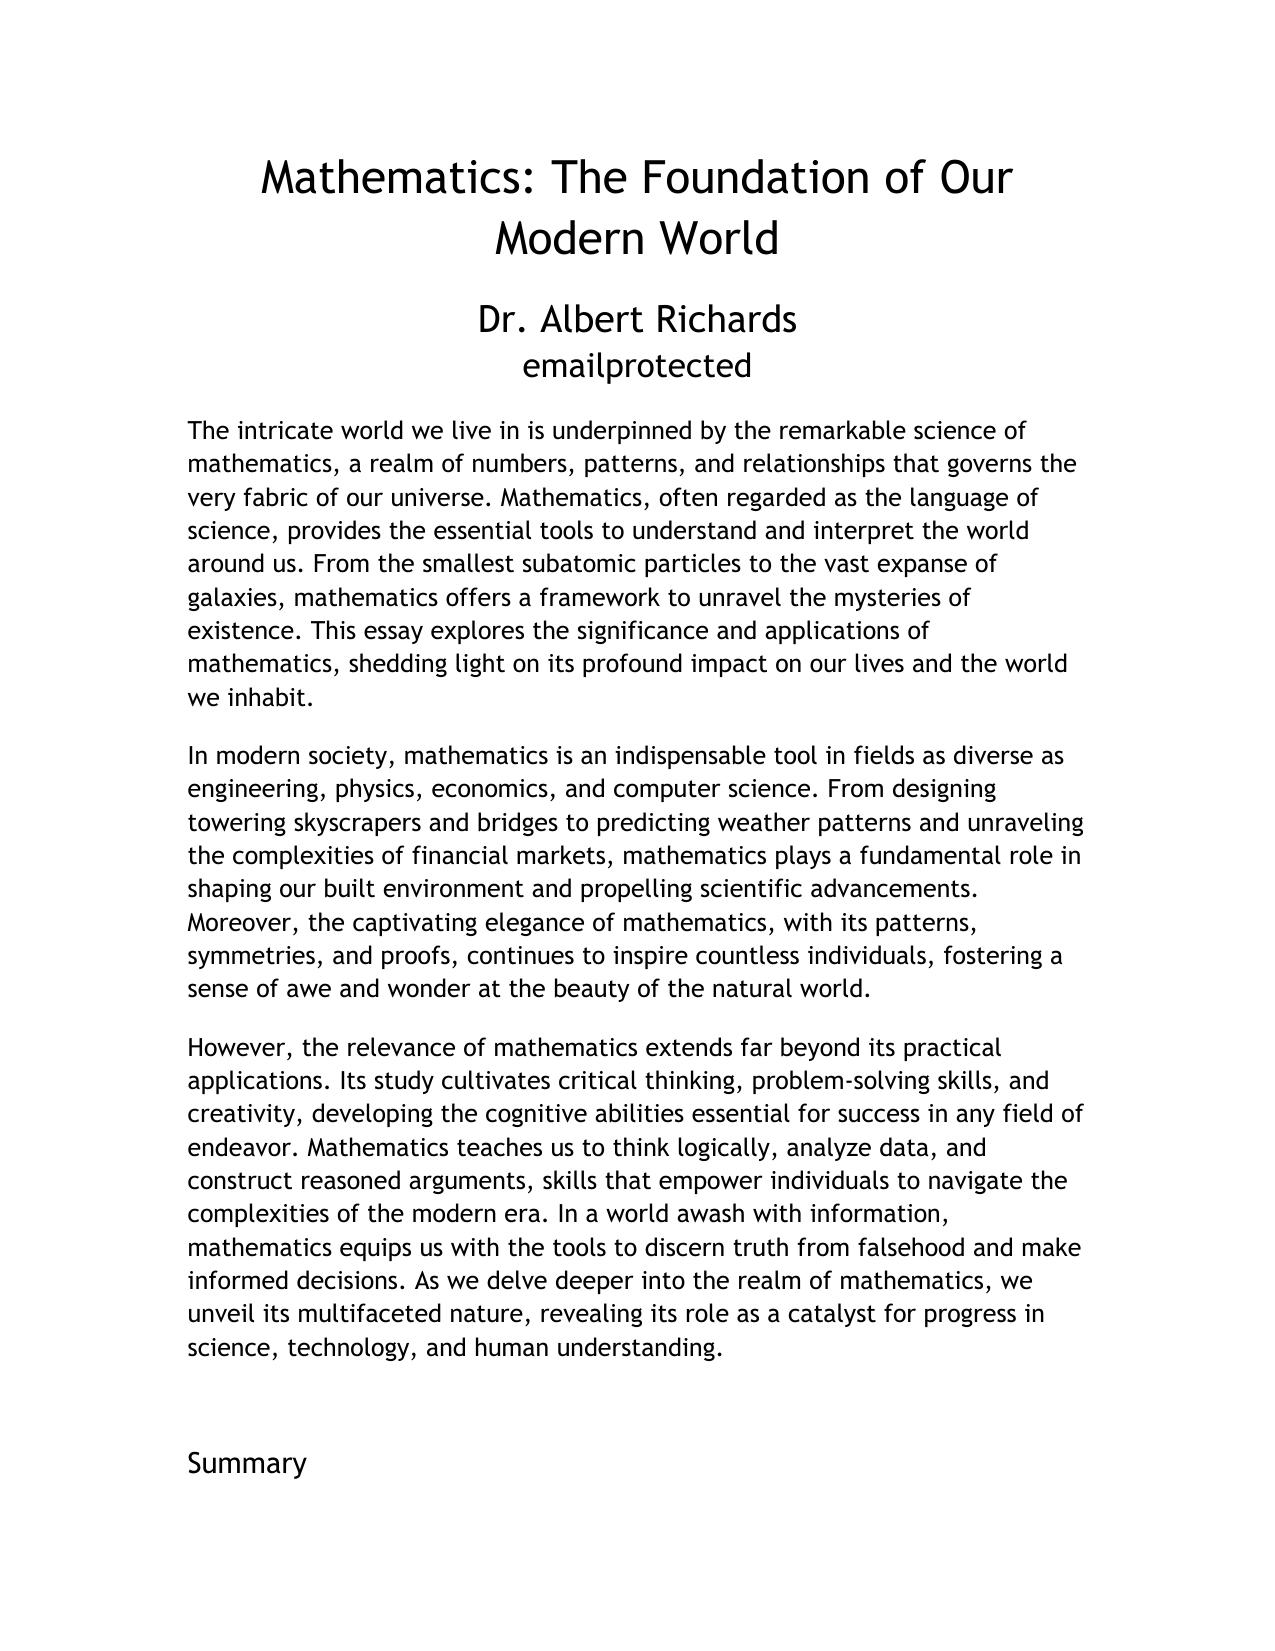 Mathematics: The Foundation of Our
Modern World
Dr. Albert Richards
emailprotected
The intricate world we live in is underpinned by the remarkable science of
mathematics, a realm of numbers, patterns, and relationships that governs the
very fabric of our universe. Mathematics, often regarded as the language of
science, provides the essential tools to understand and interpret the world
around us. From the smallest subatomic particles to the vast expanse of
galaxies, mathematics offers a framework to unravel the mysteries of
existence. This essay explores the significance and applications of
mathematics, shedding light on its profound impact on our lives and the world
we inhabit.
In modern society, mathematics is an indispensable tool in fields as diverse as
engineering, physics, economics, and computer science. From designing
towering skyscrapers and bridges to predicting weather patterns and unraveling
the complexities of financial markets, mathematics plays a fundamental role in
shaping our built environment and propelling scientific advancements.
Moreover, the captivating elegance of mathematics, with its patterns,
symmetries, and proofs, continues to inspire countless individuals, fostering a
sense of awe and wonder at the beauty of the natural world.
However, the relevance of mathematics extends far beyond its practical
applications. Its study cultivates critical thinking, problem-solving skills, and
creativity, developing the cognitive abilities essential for success in any field of
endeavor. Mathematics teaches us to think logically, analyze data, and
construct reasoned arguments, skills that empower individuals to navigate the
complexities of the modern era. In a world awash with information,
mathematics equips us with the tools to discern truth from falsehood and make
informed decisions. As we delve deeper into the realm of mathematics, we
unveil its multifaceted nature, revealing its role as a catalyst for progress in
science, technology, and human understanding.
Summary